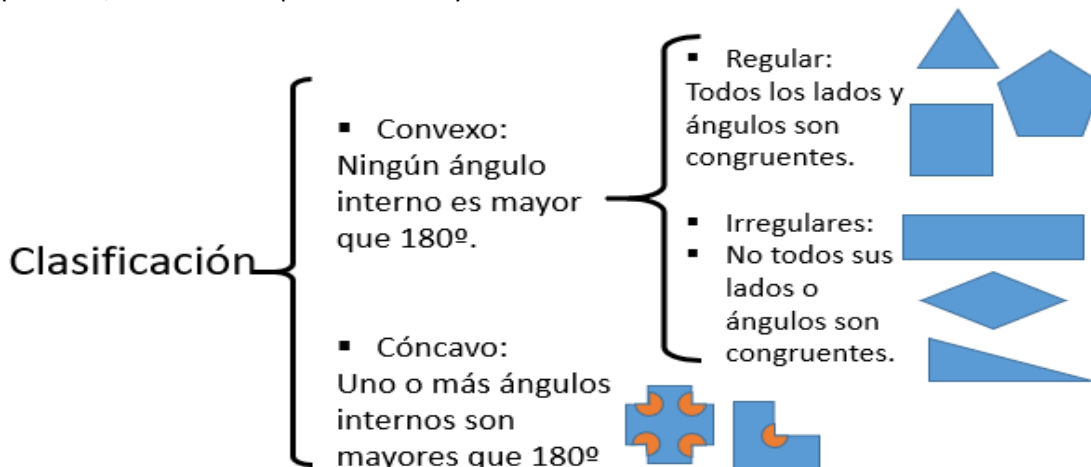 Clasificación
▪ Convexo:
Ningún ángulo
interno es mayor
que 180º.
▪ Regular:
Todos los lados y
ángulos son
congruentes.
▪ Irregulares:
▪ No todos sus
lados o
ángulos son
congruentes.
▪ Cóncavo:
Uno o más ángulos
internos son
mayores que 180º